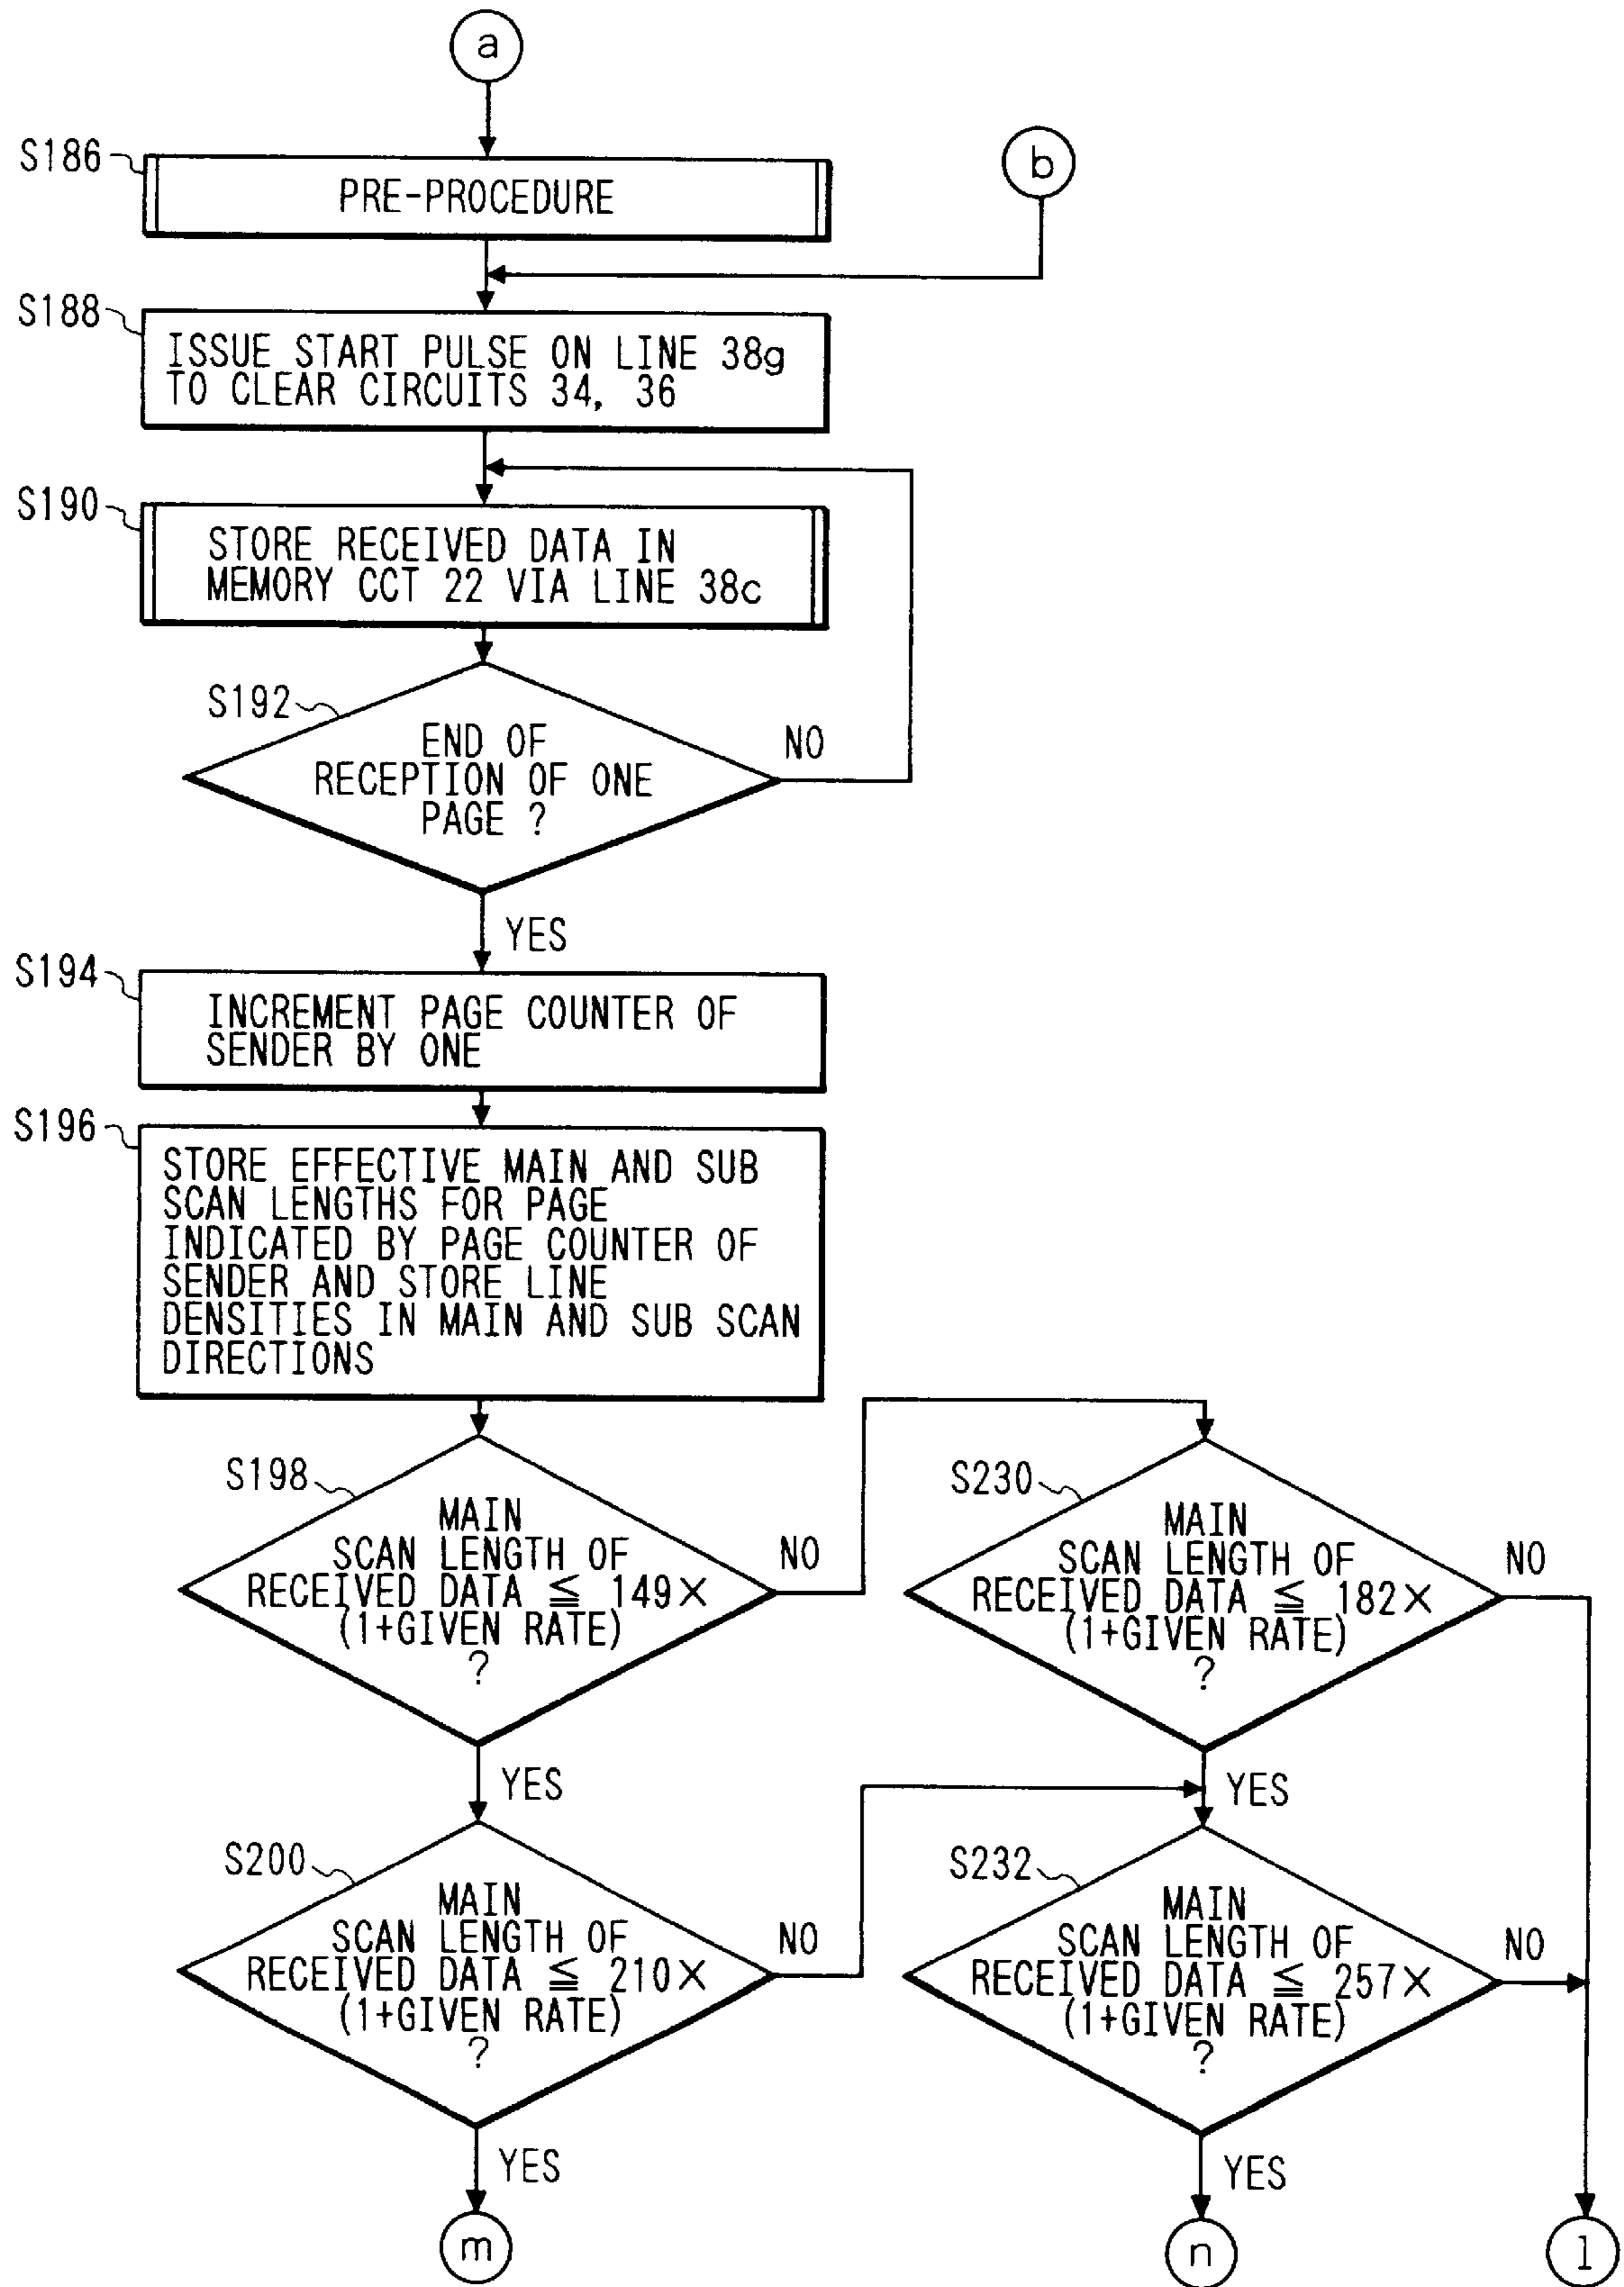 a
S186
PRE-PROCEDURE
b
S188
ISSUE START PULSE ON LINE 38g
TO CLEAR CIRCUITS 34, 36
S190
STORE RECEIVED DATA IN
MEMORY CCT 22 VIA LINE 38c
S192
END OF
RECEPTION OF ONE
PAGE ?
NO
YES
S194
INCREMENT PAGE COUNTER OF
SENDER BY ONE
S196
STORE EFFECTIVE MAIN AND SUB
SCAN LENGTHS FOR PAGE
INDICATED BY PAGE COUNTER OF
SENDER AND STORE LINE
DENSITIES IN MAIN AND SUB SCAN
DIRECTIONS
S198
MAIN
SCAN LENGTH OF
RECEIVED DATA ≦ 149×
(1+GIVEN RATE)
?
NO
YES
S230
MAIN
SCAN LENGTH OF
RECEIVED DATA ≦ 182×
(1+GIVEN RATE)
?
NO
YES
S200
MAIN
SCAN LENGTH OF
RECEIVED DATA ≦ 210×
(1+GIVEN RATE)
?
NO
YES
S232
MAIN
SCAN LENGTH OF
RECEIVED DATA ≦ 257×
(1+GIVEN RATE)
?
NO
YES
m
n
l